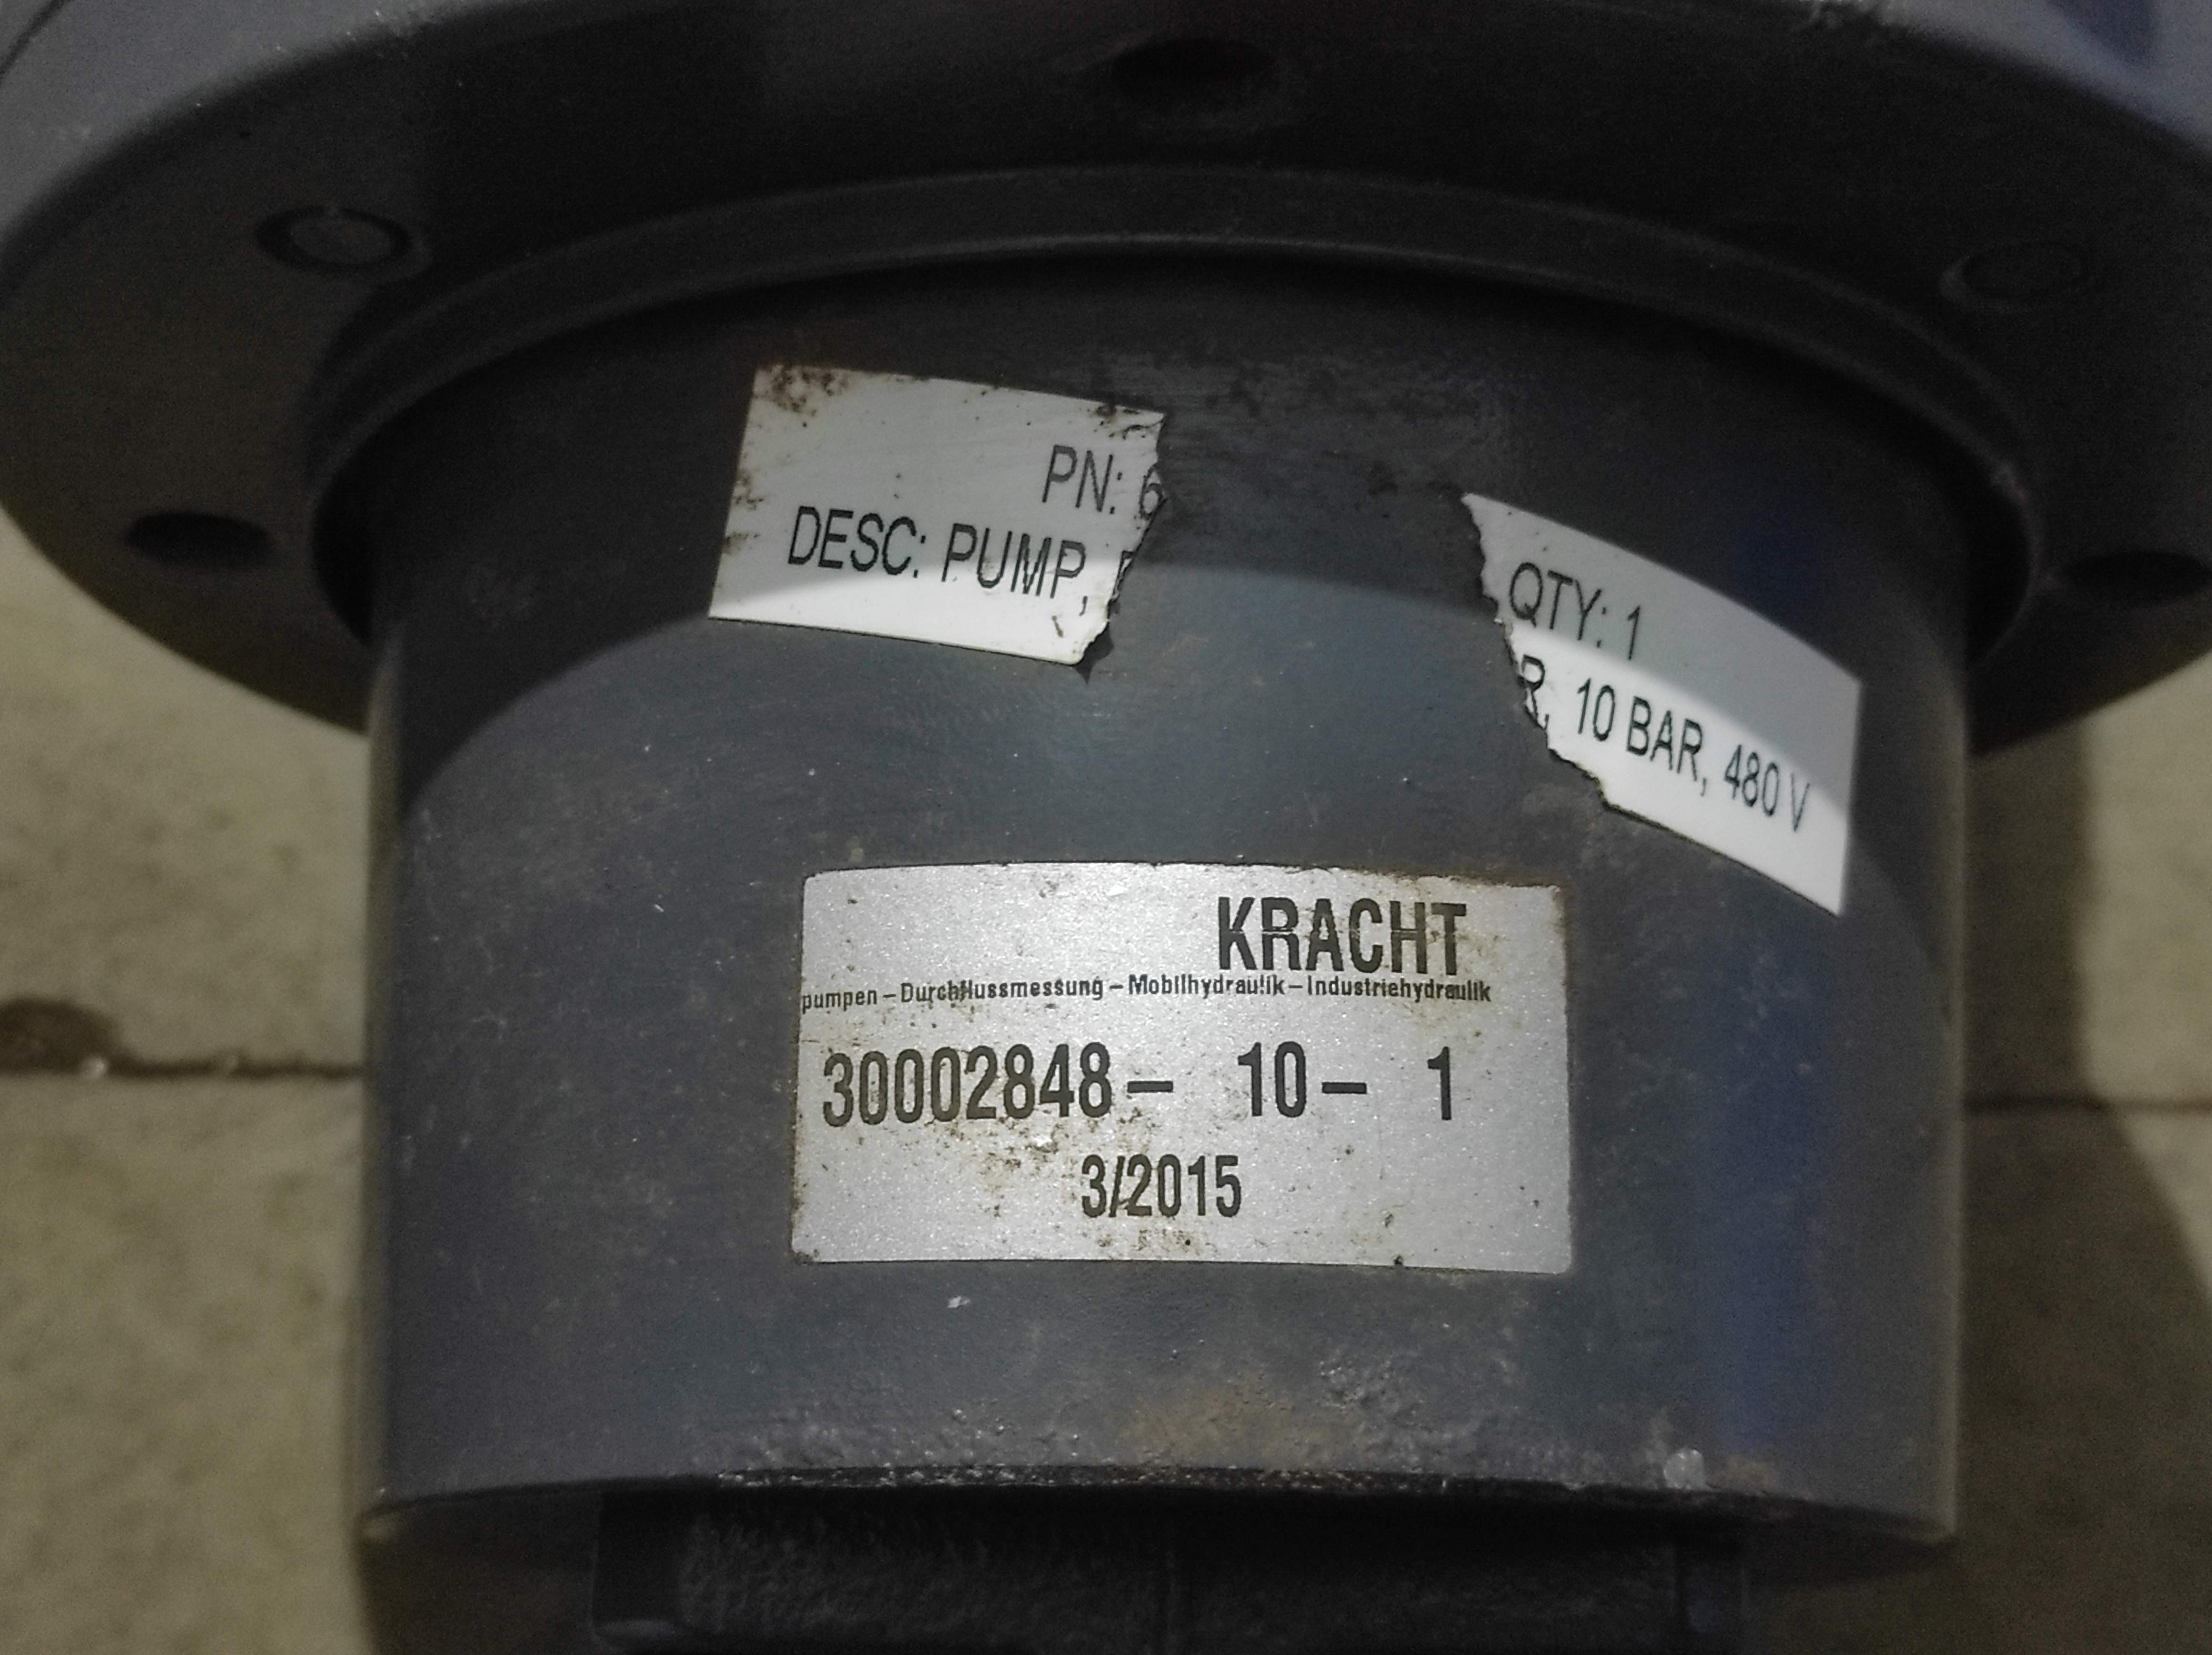 PN: 6
DESC: PUMP,
QTY: 1
R, 10 BAR, 480 V
KRACHT
pumpen – Durchflussmessung – Mobilhydraulik – Industriehydraulik
30002848 – 10 – 1
3/2015